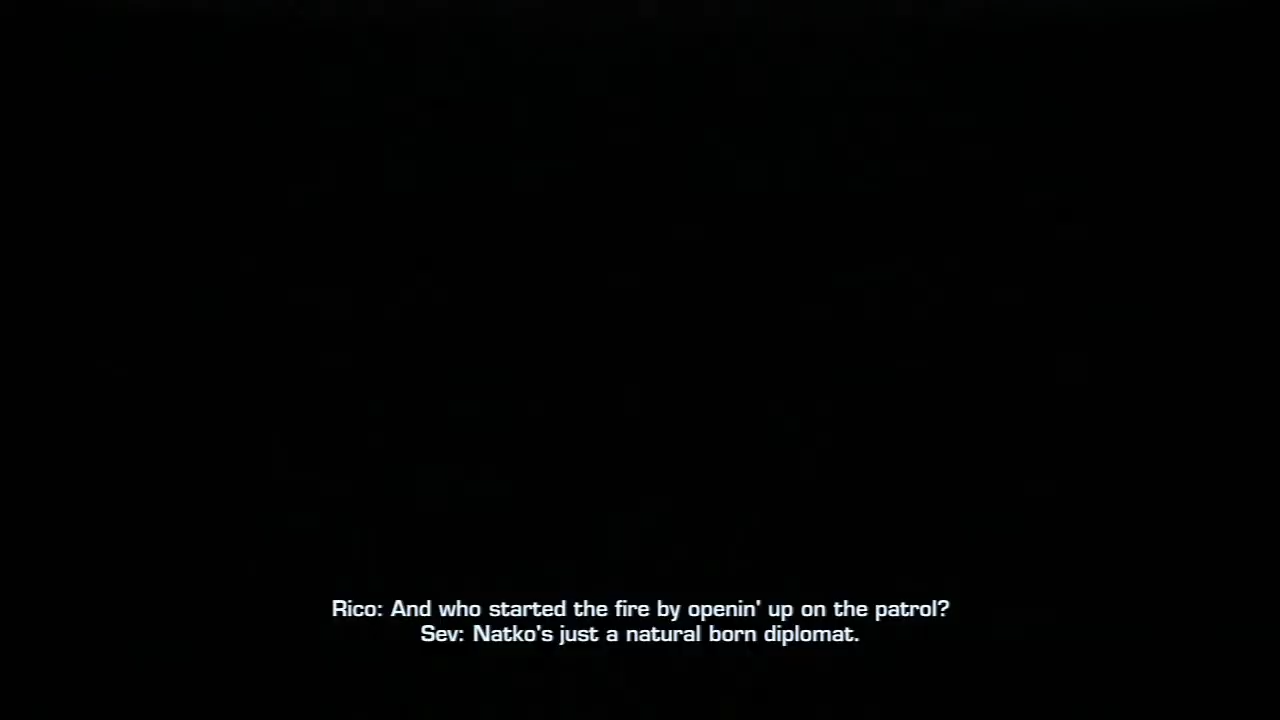 Rico: And who started the fire by openin' up on the patrol?
Sev: Natko's just a natural born diplomat.